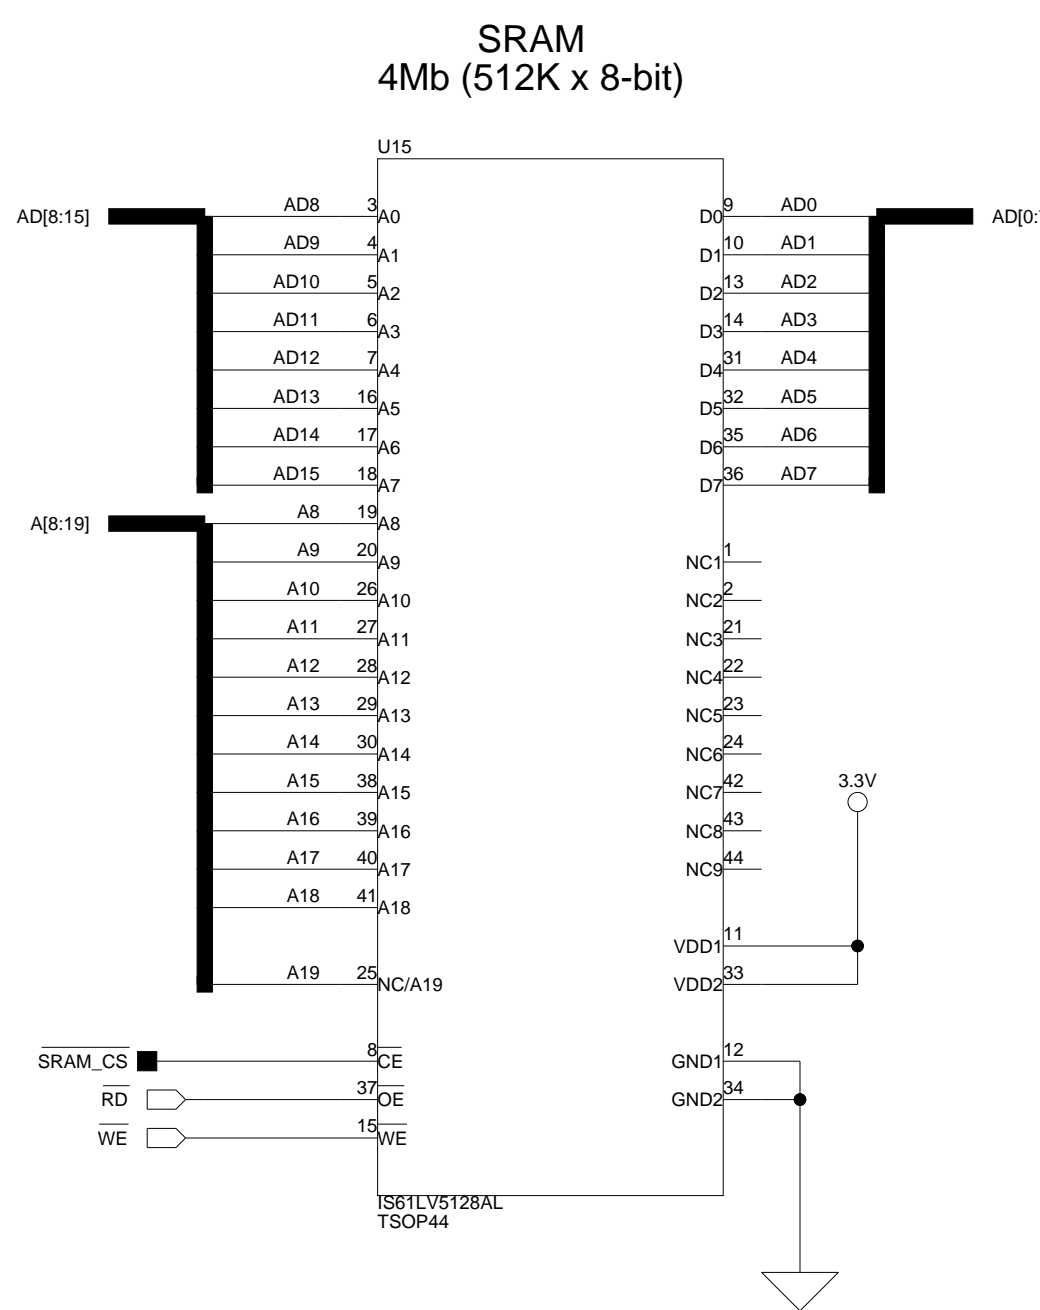 SRAM
4Mb (512K x 8-bit)
U15
AD[8:15] AD8 3 A0 D0 9 AD0 AD[0:
AD9 4 A1 D1 10 AD1
AD10 5 A2 D2 13 AD2
AD11 6 A3 D3 14 AD3
AD12 7 A4 D4 31 AD4
AD13 16 A5 D5 32 AD5
AD14 17 A6 D6 35 AD6
AD15 18 A7 D7 36 AD7
A[8:19] A8 19 A8
A9 20 A9 NC1 1
A10 26 A10 NC2 2
A11 27 A11 NC3 21
A12 28 A12 NC4 22
A13 29 A13 NC5 23
A14 30 A14 NC6 24
A15 38 A15 NC7 42 3.3V
A16 39 A16 NC8 43
A17 40 A17 NC9 44
A18 41 A18
VDD1 11
A19 25 NC/A19 VDD2 33
SRAM_CS 8 CE GND1 12
RD 37 OE GND2 34
WE 15 WE
IS61LV5128AL
TSOP44